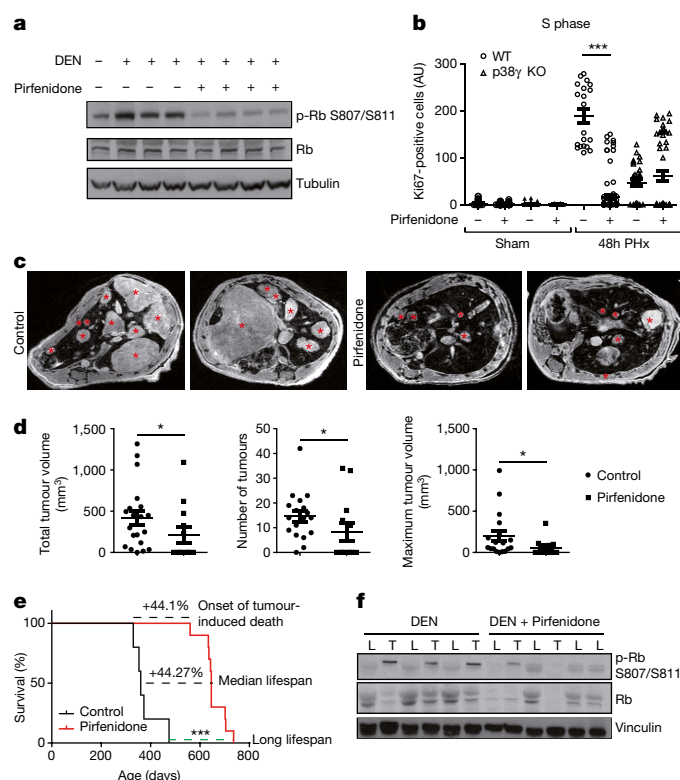 a
DEN – + + + + + + +
Pirfenidone – – – – + + + +
p-Rb S807/S811
Rb
Tubulin
b
S phase
WT
p38γ KO
***
Ki67-positive cells (AU)
300
200
100
0
Pirfenidone – + – + – + – +
Sham
48h PHx
c
Control
Pirfenidone
d
Total tumour volume (mm³)
1,500
1,000
500
0
*
Number of tumours
50
40
30
20
10
0
*
Maximum tumour volume (mm³)
1,500
1,000
500
0
*
Control
Pirfenidone
e
Survival (%)
100
50
0
+44.1%
Onset of tumour-
induced death
+44.27%
Median lifespan
Control
Pirfenidone
***
Long lifespan
0 200 400 600 800
Age (days)
f
DEN
DEN + Pirfenidone
L T L T L T L T L T L L
p-Rb
S807/S811
Rb
Vinculin